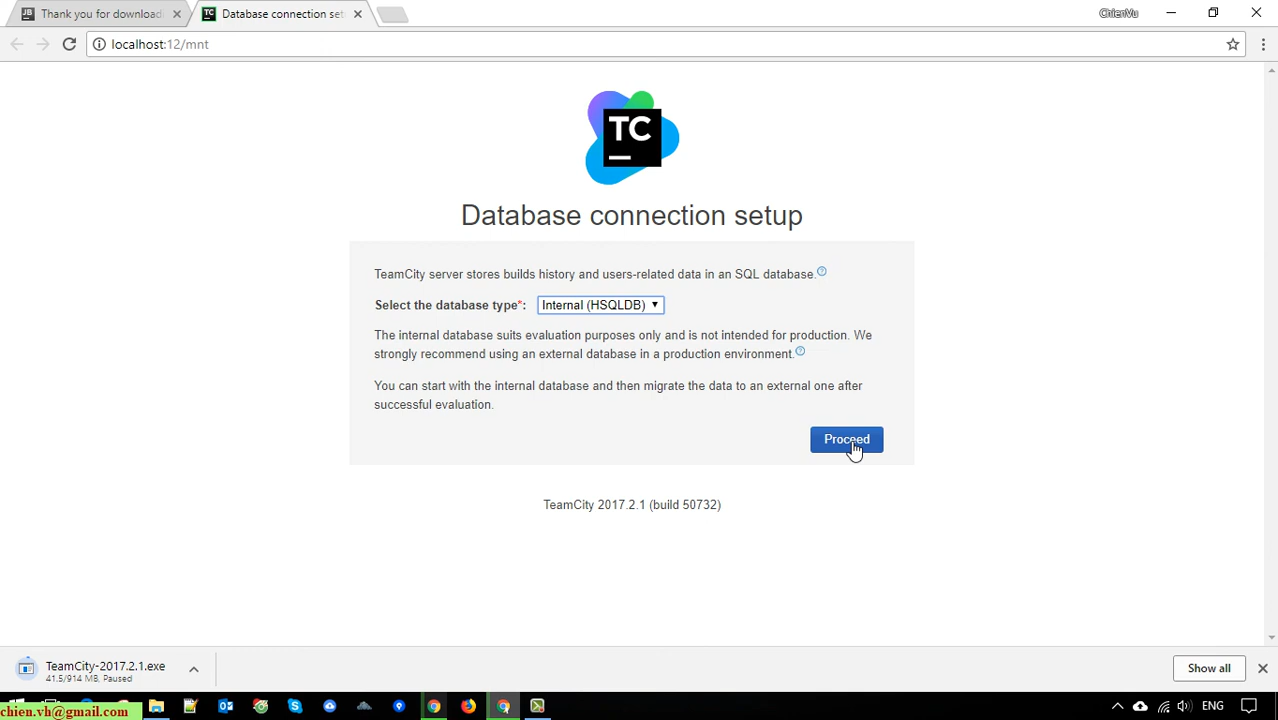 JB Thank you for downloadi
TC Database connection set
ChienVu
localhost:12/mnt
TC
Database connection setup
TeamCity server stores builds history and users-related data in an SQL database.
Select the database type*: Internal (HSQLDB)
The internal database suits evaluation purposes only and is not intended for production. We
strongly recommend using an external database in a production environment.
You can start with the internal database and then migrate the data to an external one after
successful evaluation.
Proceed
TeamCity 2017.2.1 (build 50732)
TeamCity-2017.2.1.exe
41.5/914 MB, Paused
Show all
ENG
chien.vh@gmail.com